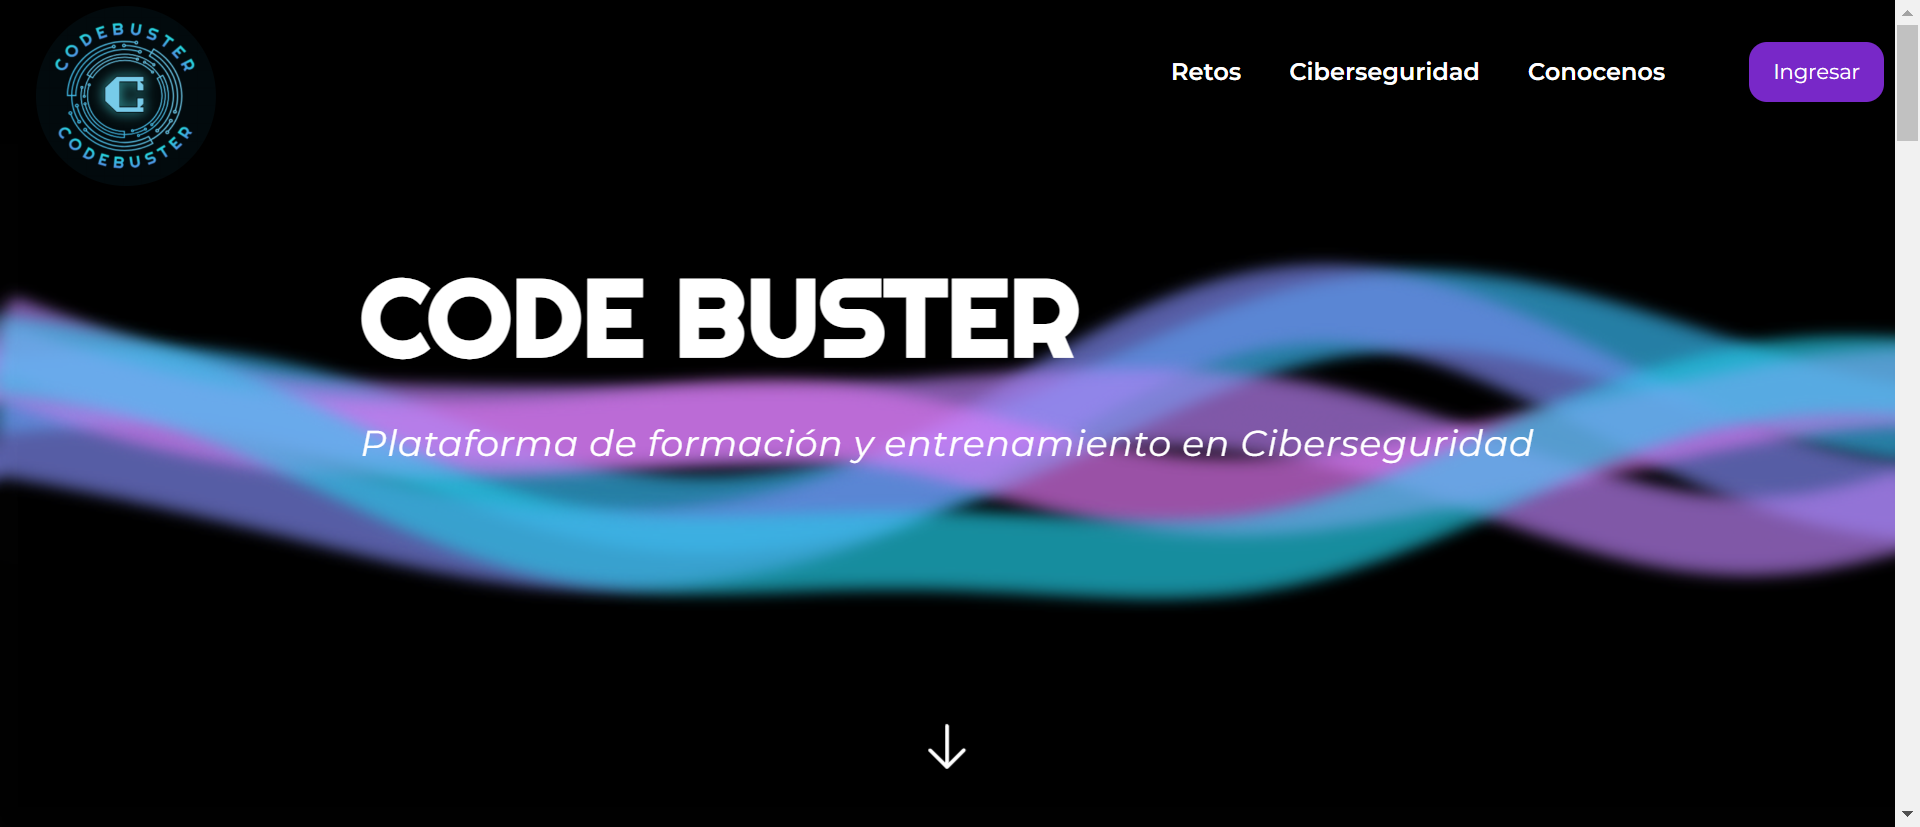 CODEBUSTER
C
CODEBUSTER
Retos
Ciberseguridad
Conocenos
Ingresar
CODE BUSTER
Plataforma de formación y entrenamiento en Ciberseguridad